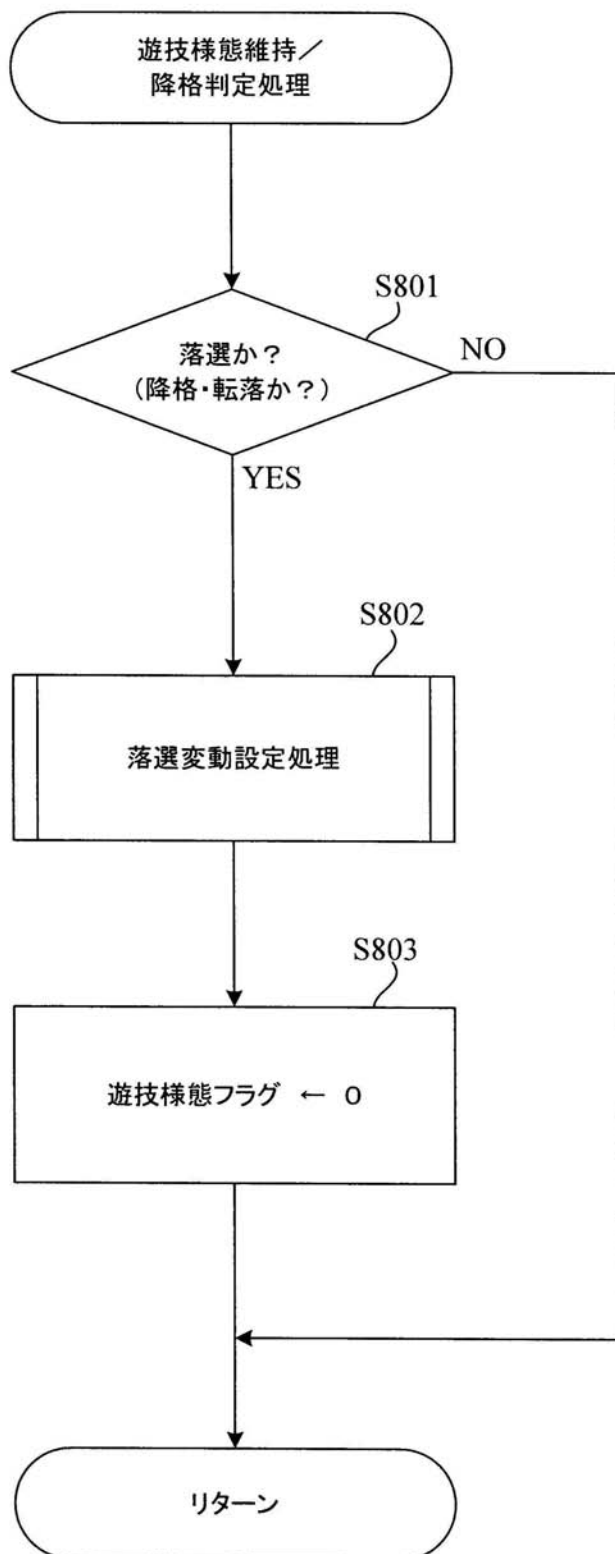 遊技様態維持／
降格判定処理
S801
落選か？
（降格・転落か？）
NO
YES
S802
落選変動設定処理
S803
遊技様態フラグ ← 0
リターン